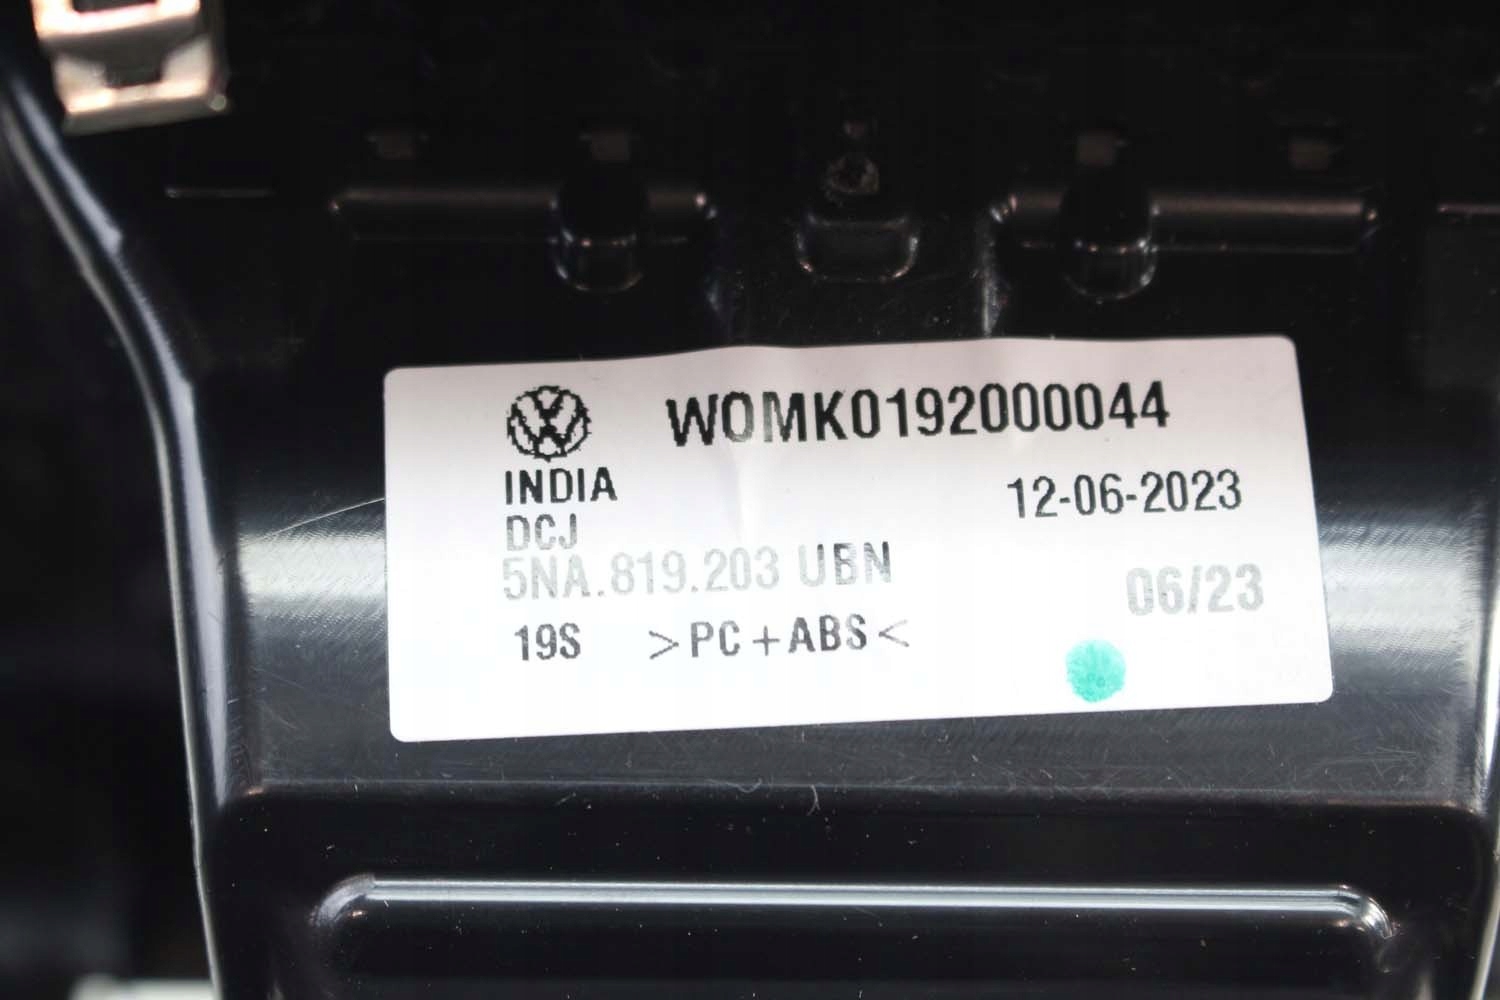 WOMK0192000044
INDIA
12-06-2023
DCJ
5NA.819.203 UBN
06/23
19S >PC+ABS<